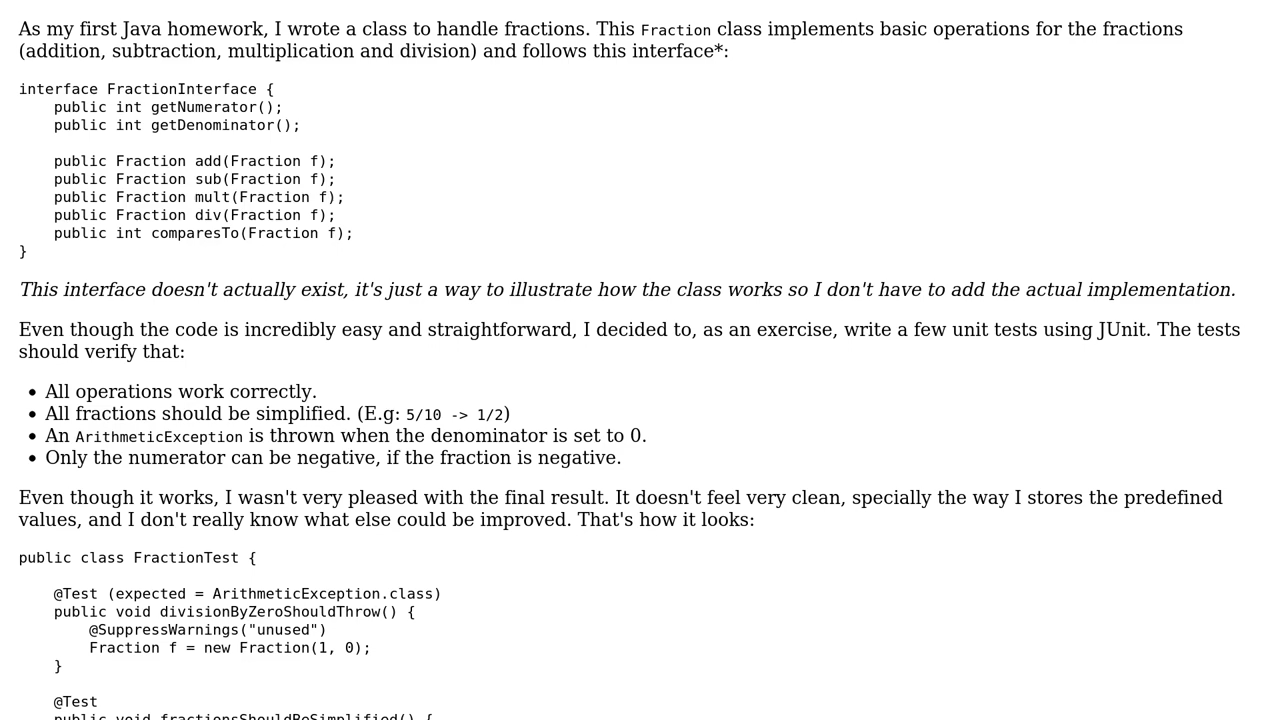 As my first Java homework, I wrote a class to handle fractions. This Fraction class implements basic operations for the fractions
(addition, subtraction, multiplication and division) and follows this interface*:
interface FractionInterface {
    public int getNumerator();
    public int getDenominator();

    public Fraction add(Fraction f);
    public Fraction sub(Fraction f);
    public Fraction mult(Fraction f);
    public Fraction div(Fraction f);
    public int comparesTo(Fraction f);
}
This interface doesn't actually exist, it's just a way to illustrate how the class works so I don't have to add the actual implementation.
Even though the code is incredibly easy and straightforward, I decided to, as an exercise, write a few unit tests using JUnit. The tests
should verify that:
• All operations work correctly.
• All fractions should be simplified. (E.g: 5/10 -> 1/2)
• An ArithmeticException is thrown when the denominator is set to 0.
• Only the numerator can be negative, if the fraction is negative.
Even though it works, I wasn't very pleased with the final result. It doesn't feel very clean, specially the way I stores the predefined
values, and I don't really know what else could be improved. That's how it looks:
public class FractionTest {

    @Test (expected = ArithmeticException.class)
    public void divisionByZeroShouldThrow() {
        @SuppressWarnings("unused")
        Fraction f = new Fraction(1, 0);
    }

    @Test
    public void fractionsShouldBeSimplified() {